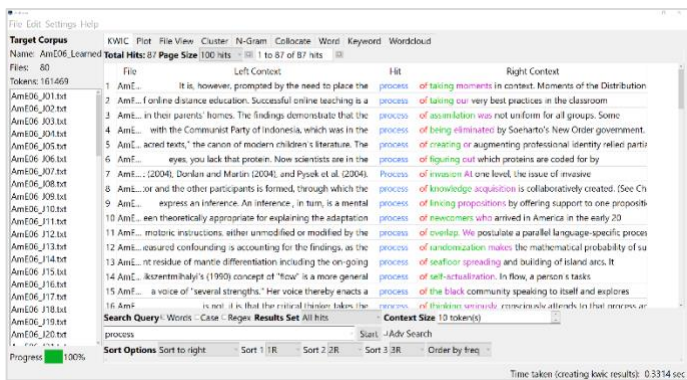 File Edit Settings Help
Target Corpus
Name: AmE06_Learned
Files: 80
Tokens: 161469
AmE06_J01.txt
AmE06_J02.txt
AmE06_J03.txt
AmE06_J04.txt
AmE06_J05.txt
AmE06_J06.txt
AmE06_J07.txt
AmE06_J08.txt
AmE06_J09.txt
AmE06_J10.txt
AmE06_J11.txt
AmE06_J12.txt
AmE06_J13.txt
AmE06_J14.txt
AmE06_J15.txt
AmE06_J16.txt
AmE06_J17.txt
AmE06_J18.txt
AmE06_J19.txt
AmE06_J20.txt
Progress 100%
KWIC Plot File View Cluster N-Gram Collocate Word Keyword Wordcloud
Total Hits: 87 Page Size 100 hits 1 to 87 of 87 hits
File Left Context Hit Right Context
1 AmE... It is, however, prompted by the need to place the process of taking moments in context. Moments of the Distribution
2 AmE... f online distance education. Successful online teaching is a process of taking our very best practices in the classroom
3 AmE... in their parents' homes. The findings demonstrate that the process of assimilation was not uniform for all groups. Some
4 AmE... with the Communist Party of Indonesia, which was in the process of being eliminated by Soeharto's New Order government.
5 AmE... acred texts," the canon of modern children's literature. The process of creating or augmenting professional identity relied partia
6 AmE... eyes, you lack that protein. Now scientists are in the process of figuring out which proteins are coded for by
7 AmE... : (2004), Donlan and Martin (2004), and Pysek et al. (2004). Process of invasion At one level, the issue of invasive
8 AmE... :or and the other participants is formed, through which the process of knowledge acquisition is collaboratively created. (See Ch
9 AmE... express an inference. An inference , in turn, is a mental process of linking propositions by offering support to one propositi
10 AmE... een theoretically appropriate for explaining the adaptation process of newcomers who arrived in America in the early 20
11 AmE... motoric instructions, either unmodified or modified by the process of overlap. We postulate a parallel language-specific proces
12 AmE... easured confounding is accounting for the findings, as the process of randomization makes the mathematical probability of su
13 AmE... nt residue of mantle differentiation including the on-going process of seafloor spreading and building of island arcs. It
14 AmE... ikszentmihalyi's (1990) concept of "flow" is a more general process of self-actualization. In flow, a person's tasks
15 AmE... a voice of "several strengths." Her voice thereby enacts a process of the black community speaking to itself and explores
16 AmE... is not, it is that the critical thinker takes the process of thinking seriously, consciously attends to that process an
Search Query Words Case Regex Results Set All hits Context Size 10 token(s)
process Start Adv Search
Sort Options Sort to right Sort 1 1R Sort 2 2R Sort 3 3R Order by freq
Time taken (creating kwic results): 0.3314 sec